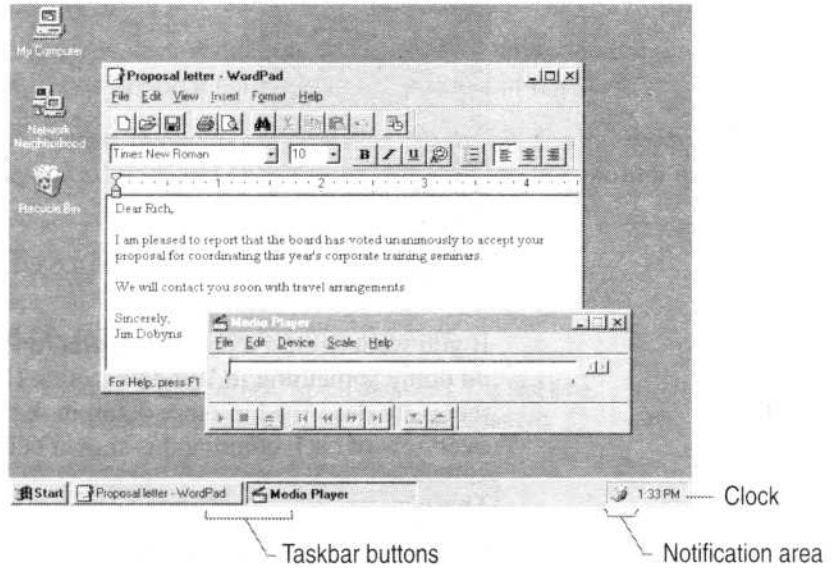 My Computer
Network
Neighborhood
Recycle Bin
Proposal letter - WordPad
File Edit View Insert Format Help
Times New Roman 10 B I U
1 2 3 4
Dear Rich,
I am pleased to report that the board has voted unanimously to accept your
proposal for coordinating this year's corporate training seminars.
We will contact you soon with travel arrangements
Sincerely,
Jim Dobyns
For Help, press F1
Media Player
File Edit Device Scale Help
Start Proposal letter - WordPad Media Player 1:33 PM
Clock
Taskbar buttons
Notification area